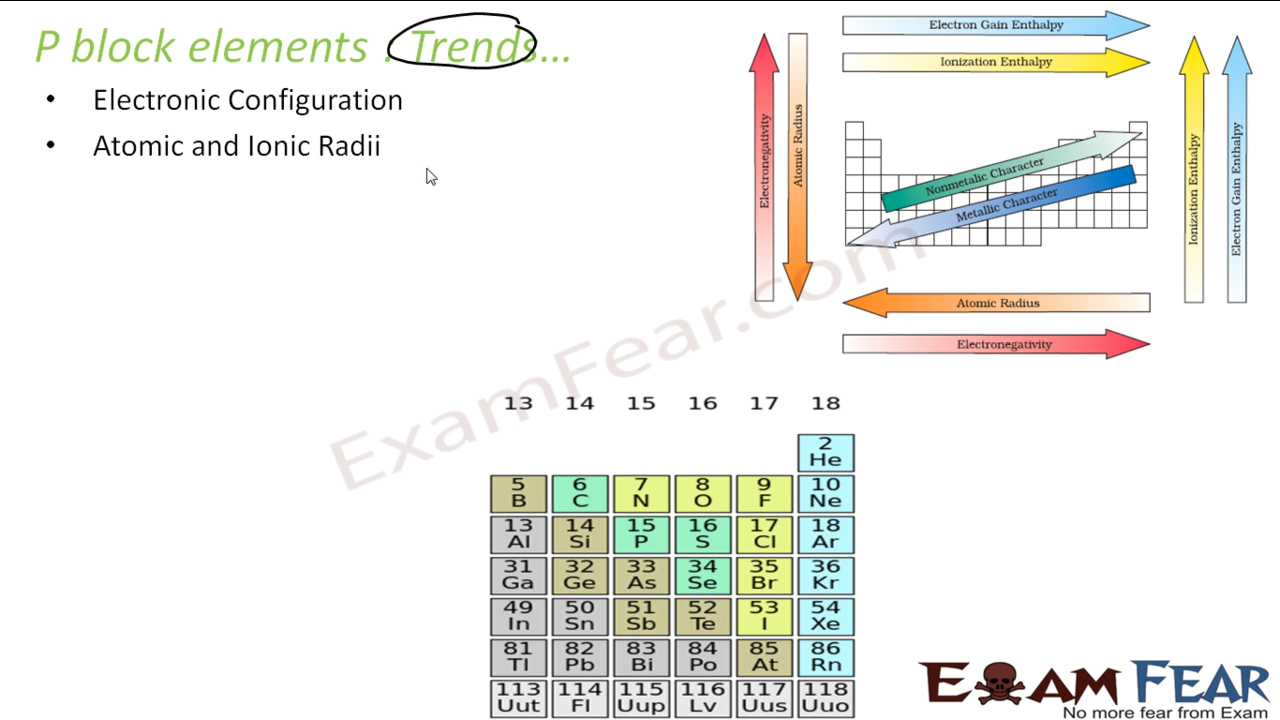 P block elements : Trends...
• Electronic Configuration
• Atomic and Ionic Radii
Electron Gain Enthalpy
Ionization Enthalpy
Electronegativity
Atomic Radius
Nonmetalic Character
Metallic Character
Ionization Enthalpy
Electron Gain Enthalpy
Atomic Radius
Electronegativity
ExamFear.com
13 14 15 16 17 18
2
He
5 6 7 8 9 10
B C N O F Ne
13 14 15 16 17 18
Al Si P S Cl Ar
31 32 33 34 35 36
Ga Ge As Se Br Kr
49 50 51 52 53 54
In Sn Sb Te I Xe
81 82 83 84 85 86
Tl Pb Bi Po At Rn
113 114 115 116 117 118
Uut Fl Uup Lv Uus Uuo
EXAM FEAR
No more fear from Exam